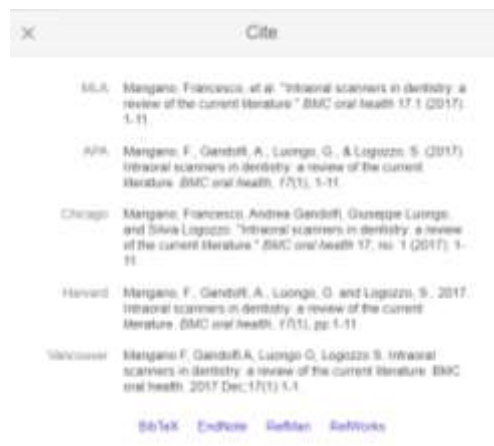 × Cite
MLA Mangano, Francesco, et al. "Intraoral scanners in dentistry: a
review of the current literature." BMC oral health 17.1 (2017):
1-11.
APA Mangano, F., Gandolfi, A., Luongo, G., & Logozzo, S. (2017).
Intraoral scanners in dentistry: a review of the current
literature. BMC oral health, 17(1), 1-11.
Chicago Mangano, Francesco, Andrea Gandolfi, Giuseppe Luongo,
and Silvia Logozzo. "Intraoral scanners in dentistry: a review
of the current literature." BMC oral health 17, no. 1 (2017): 1-
11.
Harvard Mangano, F., Gandolfi, A., Luongo, G. and Logozzo, S., 2017.
Intraoral scanners in dentistry: a review of the current
literature. BMC oral health, 17(1), pp.1-11.
Vancouver Mangano F, Gandolfi A, Luongo G, Logozzo S. Intraoral
scanners in dentistry: a review of the current literature. BMC
oral health. 2017 Dec;17(1):1-1.
BibTeX EndNote RefMan RefWorks